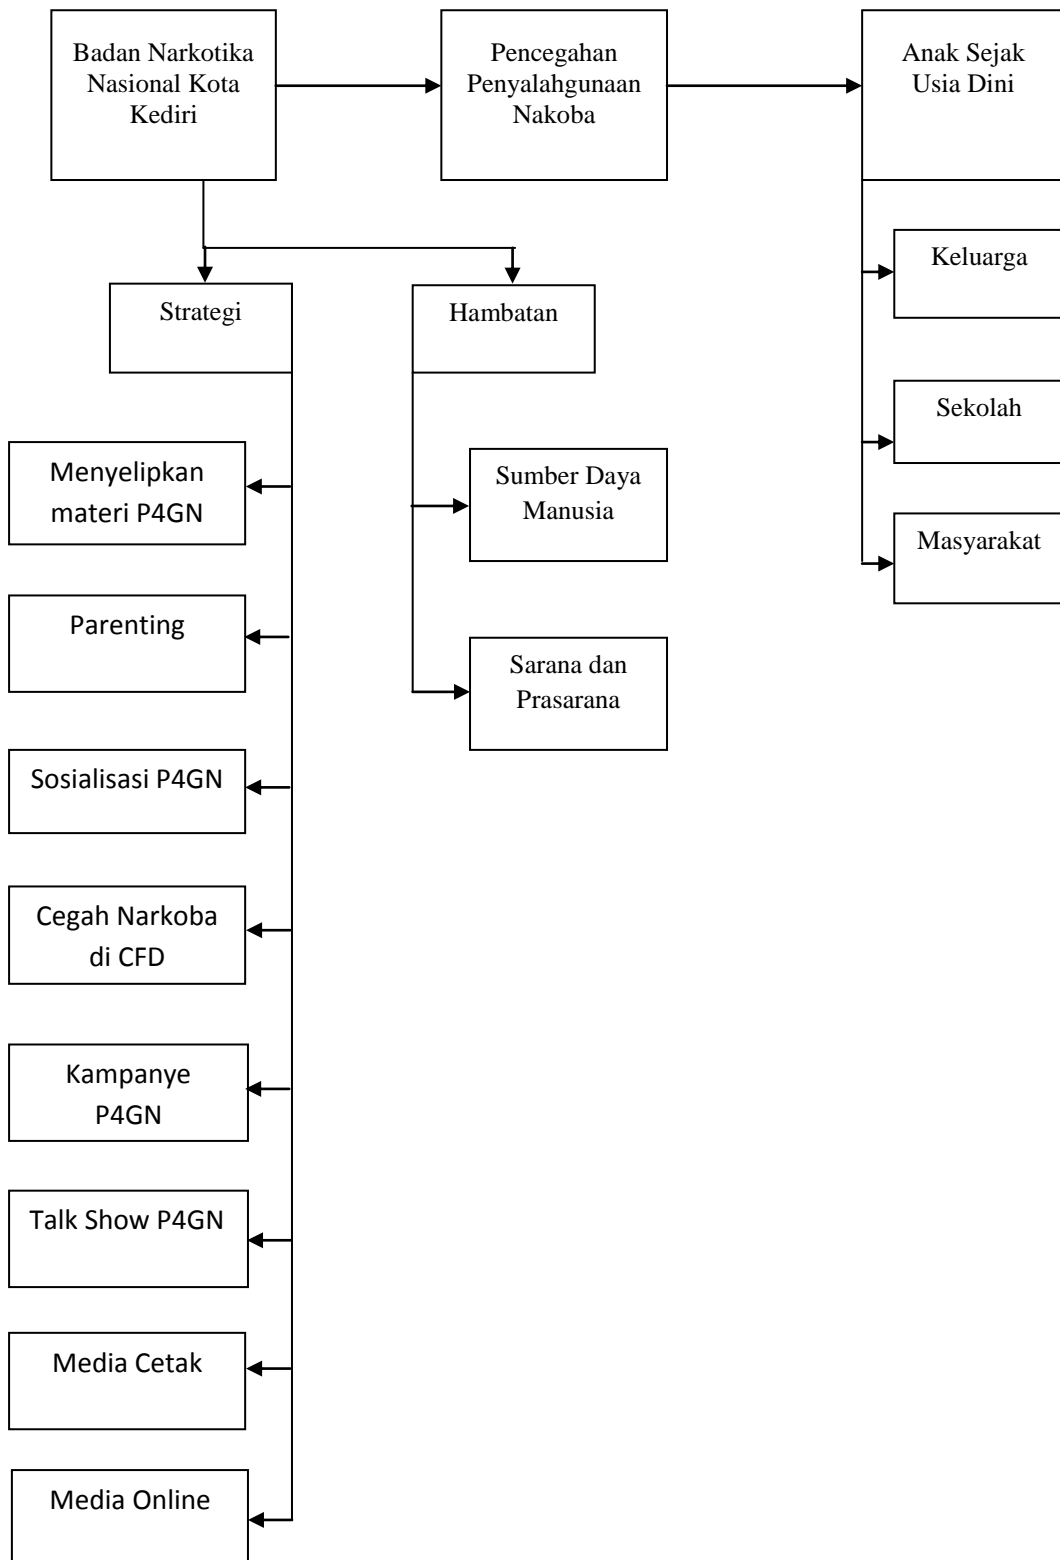 Badan Narkotika
Nasional Kota
Kediri
Pencegahan
Penyalahgunaan
Nakoba
Anak Sejak
Usia Dini
Keluarga
Sekolah
Masyarakat
Strategi
Hambatan
Sumber Daya
Manusia
Sarana dan
Prasarana
Menyelipkan
materi P4GN
Parenting
Sosialisasi P4GN
Cegah Narkoba
di CFD
Kampanye
P4GN
Talk Show P4GN
Media Cetak
Media Online